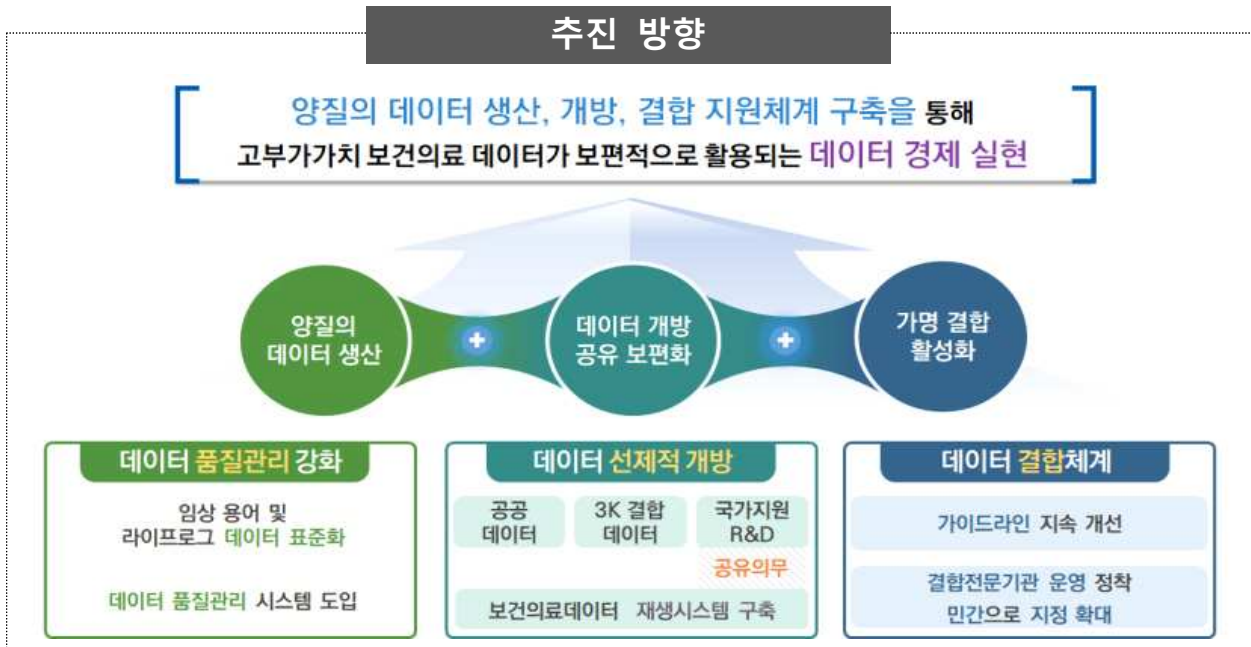 추진 방향
양질의 데이터 생산, 개방, 결합 지원체계 구축을 통해
고부가가치 보건의료 데이터가 보편적으로 활용되는 데이터 경제 실현
양질의
데이터 생산
데이터 개방
공유 보편화
가명 결합
활성화
데이터 품질관리 강화
임상 용어 및
라이프로그 데이터 표준화
데이터 품질관리 시스템 도입
데이터 선제적 개방
공공
데이터
3K 결합
데이터
국가지원
R&D
공유의무
보건의료데이터 재생시스템 구축
데이터 결합체계
가이드라인 지속 개선
결합전문기관 운영 정착
민간으로 지정 확대